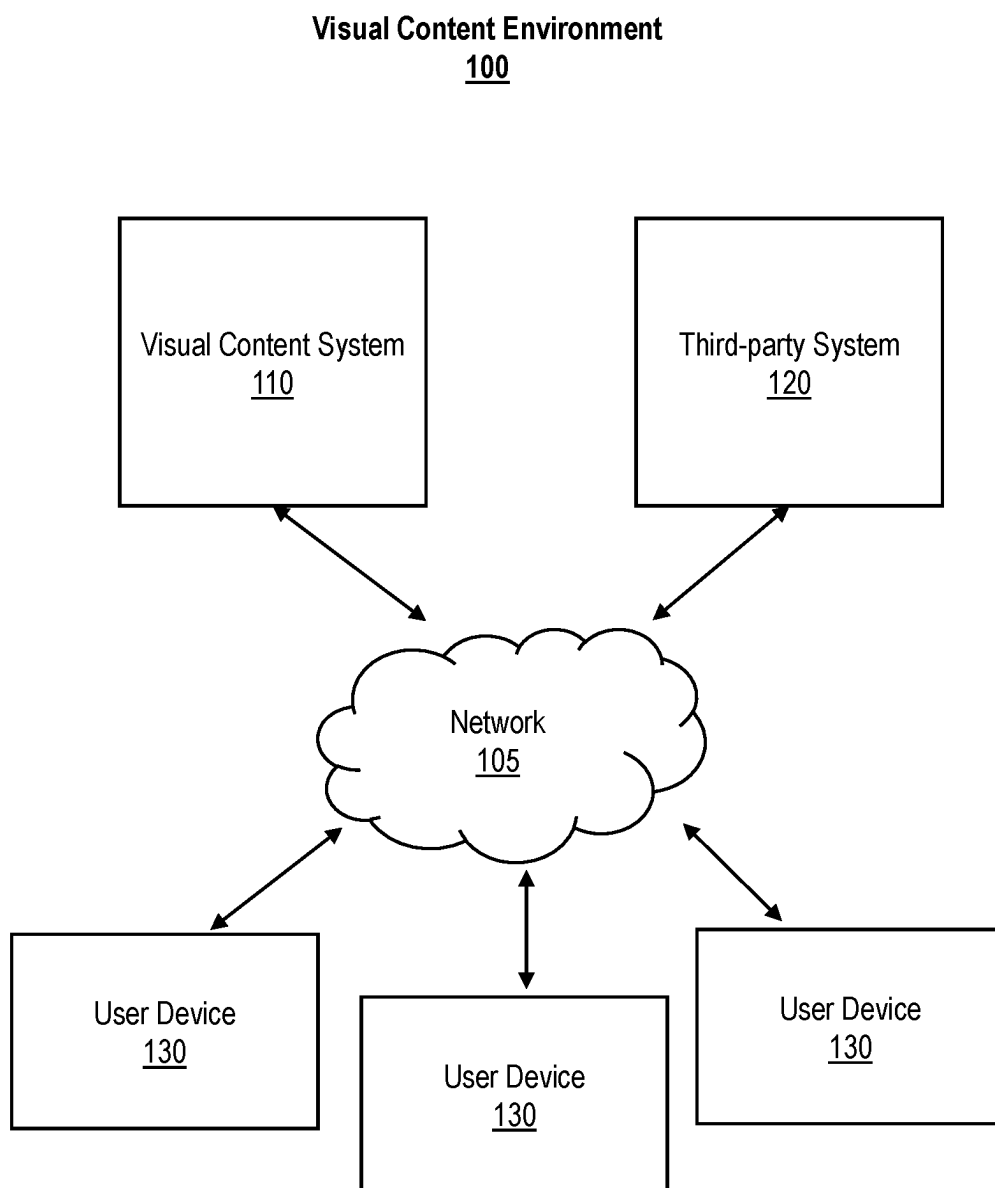 Visual Content Environment
100
Visual Content System
110
Third-party System
120
Network
105
User Device
130
User Device
130
User Device
130